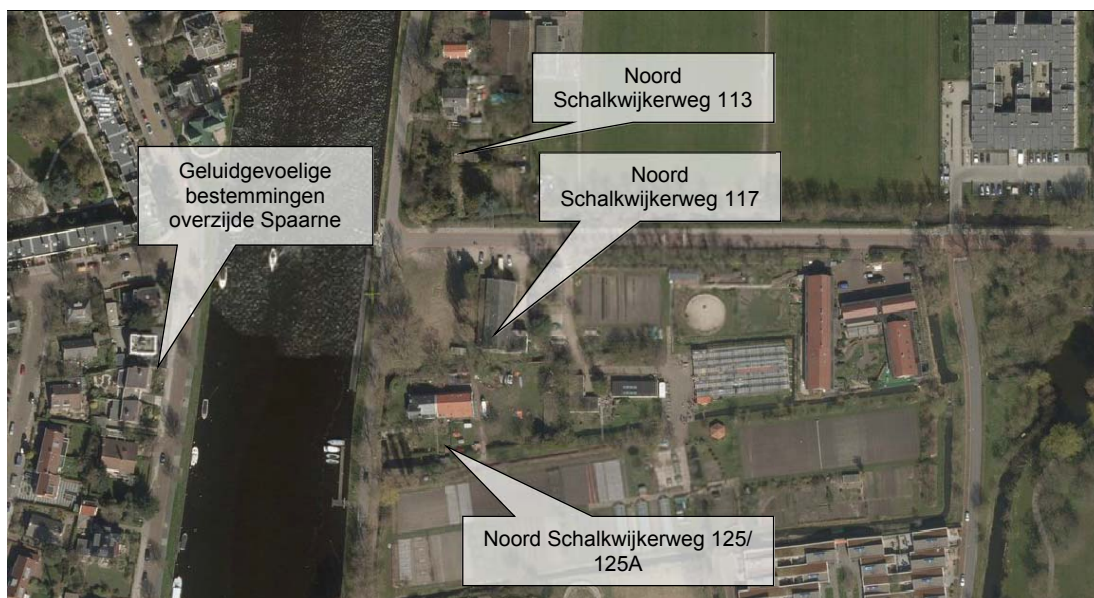 Noord
Schalkwijkerweg 113
Geluidgevoelige
bestemmingen
overzijde Spaarne
Noord
Schalkwijkerweg 117
Noord Schalkwijkerweg 125/
125A